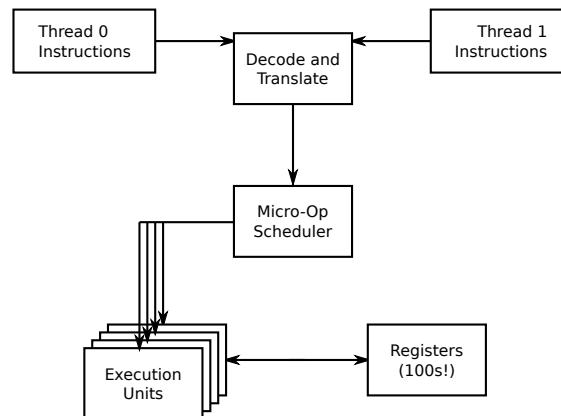 Thread 0
Instructions
Thread 1
Instructions
Decode and
Translate
Micro-Op
Scheduler
Execution
Units
Registers
(100s!)